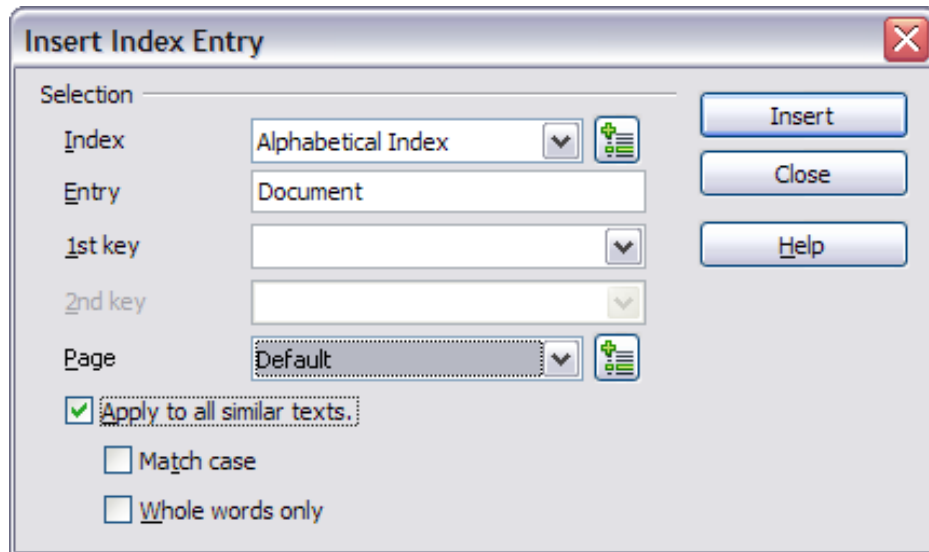 Insert Index Entry
Selection
Index
Alphabetical Index
Insert
Entry
Document
Close
1st key
Help
2nd key
Page
Default
Apply to all similar texts.
Match case
Whole words only